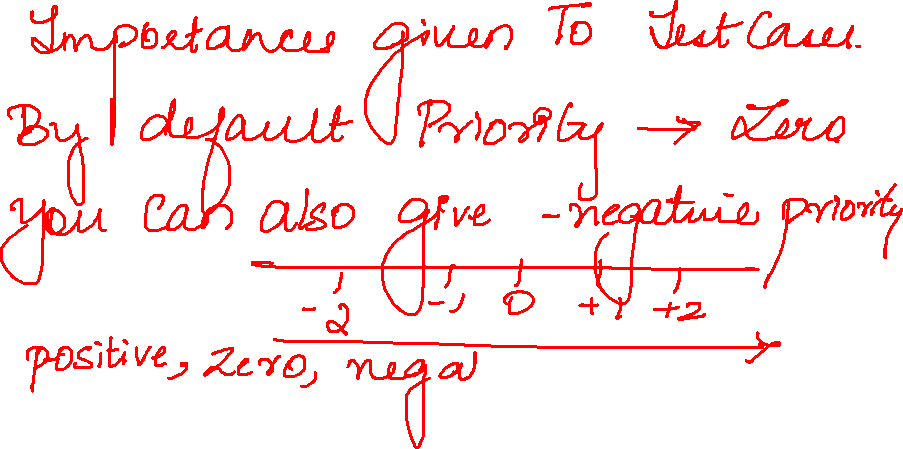 Importances given To Test Cases.
By default Priority → Zero
you can also give -negative priority
-2 -1 0 +1 +2
positive, zero, nega